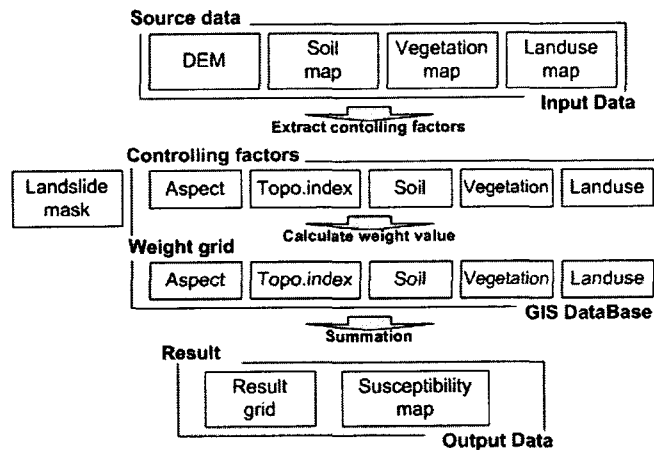 Source data
DEM
Soil
map
Vegetation
map
Landuse
map
Input Data
Extract contolling factors
Controlling factors
Landslide
mask
Aspect
Topo.index
Soil
Vegetation
Landuse
Calculate weight value
Weight grid
Aspect
Topo.index
Soil
Vegetation
Landuse
GIS DataBase
Summation
Result
Result
grid
Susceptibility
map
Output Data